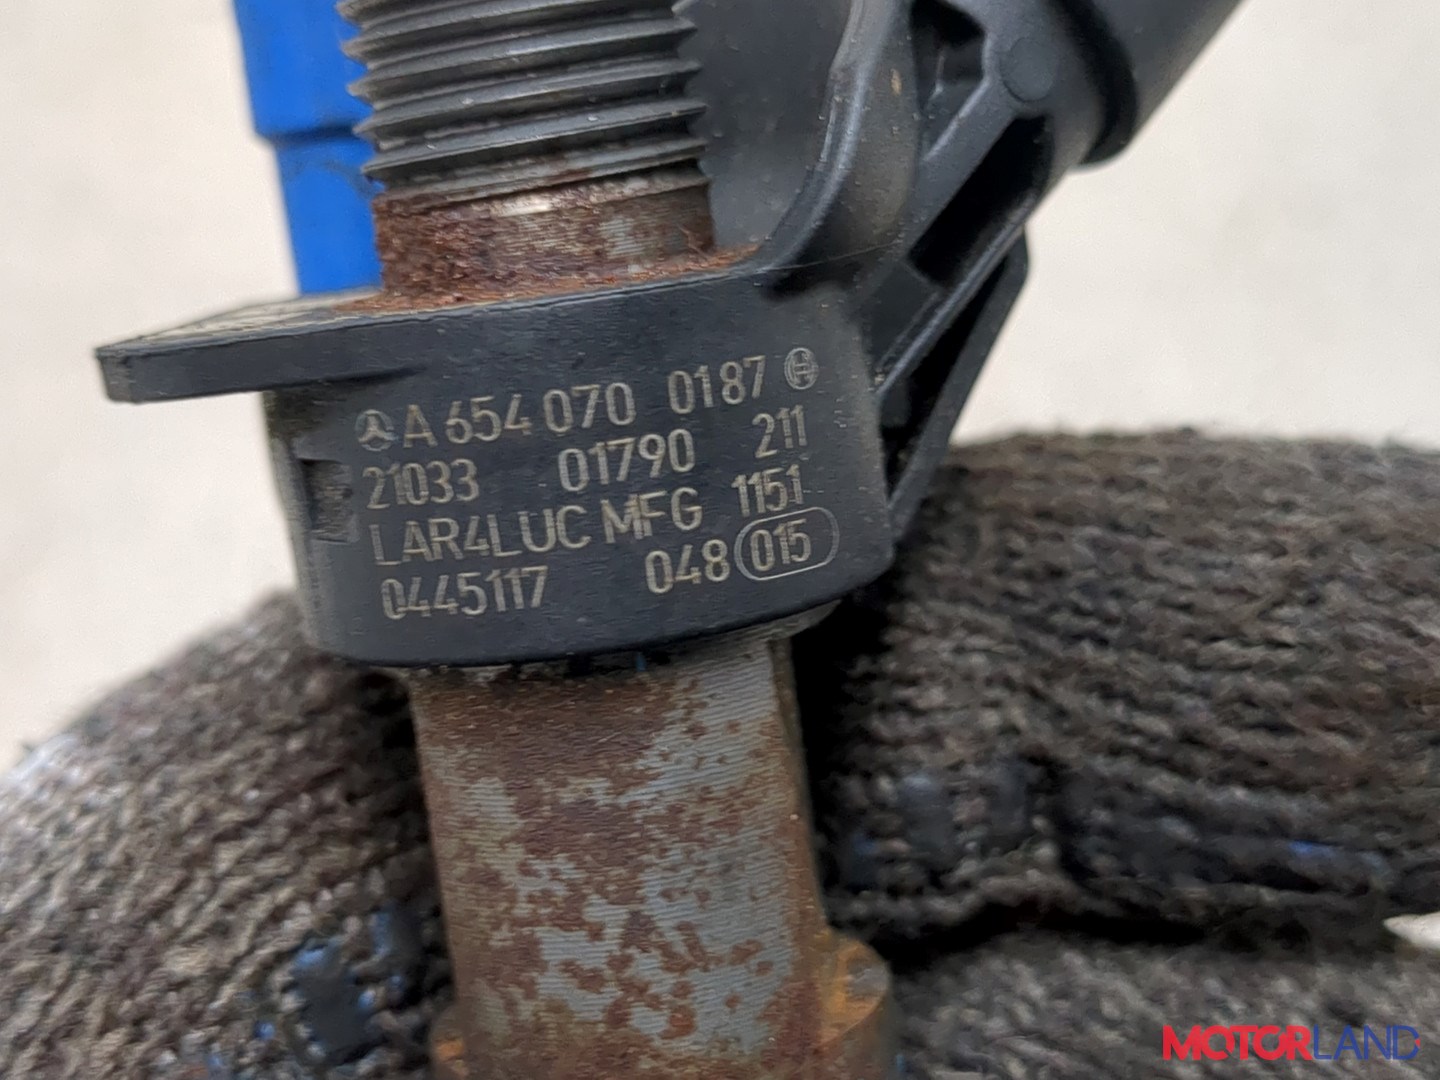 A 654 070 0187
21033 01790 211
LAR4LUC MFG 1151
0445117 048 015
MOTORLAND